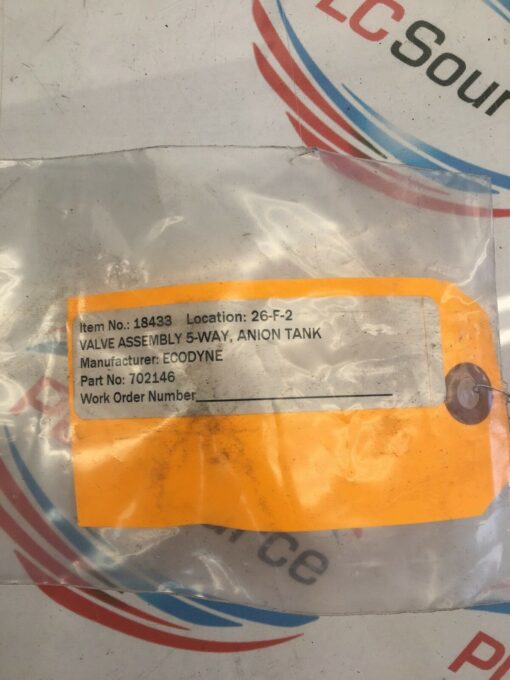 PLCSour
Item No.: 18433 Location: 26-F-2
VALVE ASSEMBLY 5-WAY, ANION TANK
Manufacturer: ECODYNE
Part No: 702146
Work Order Number